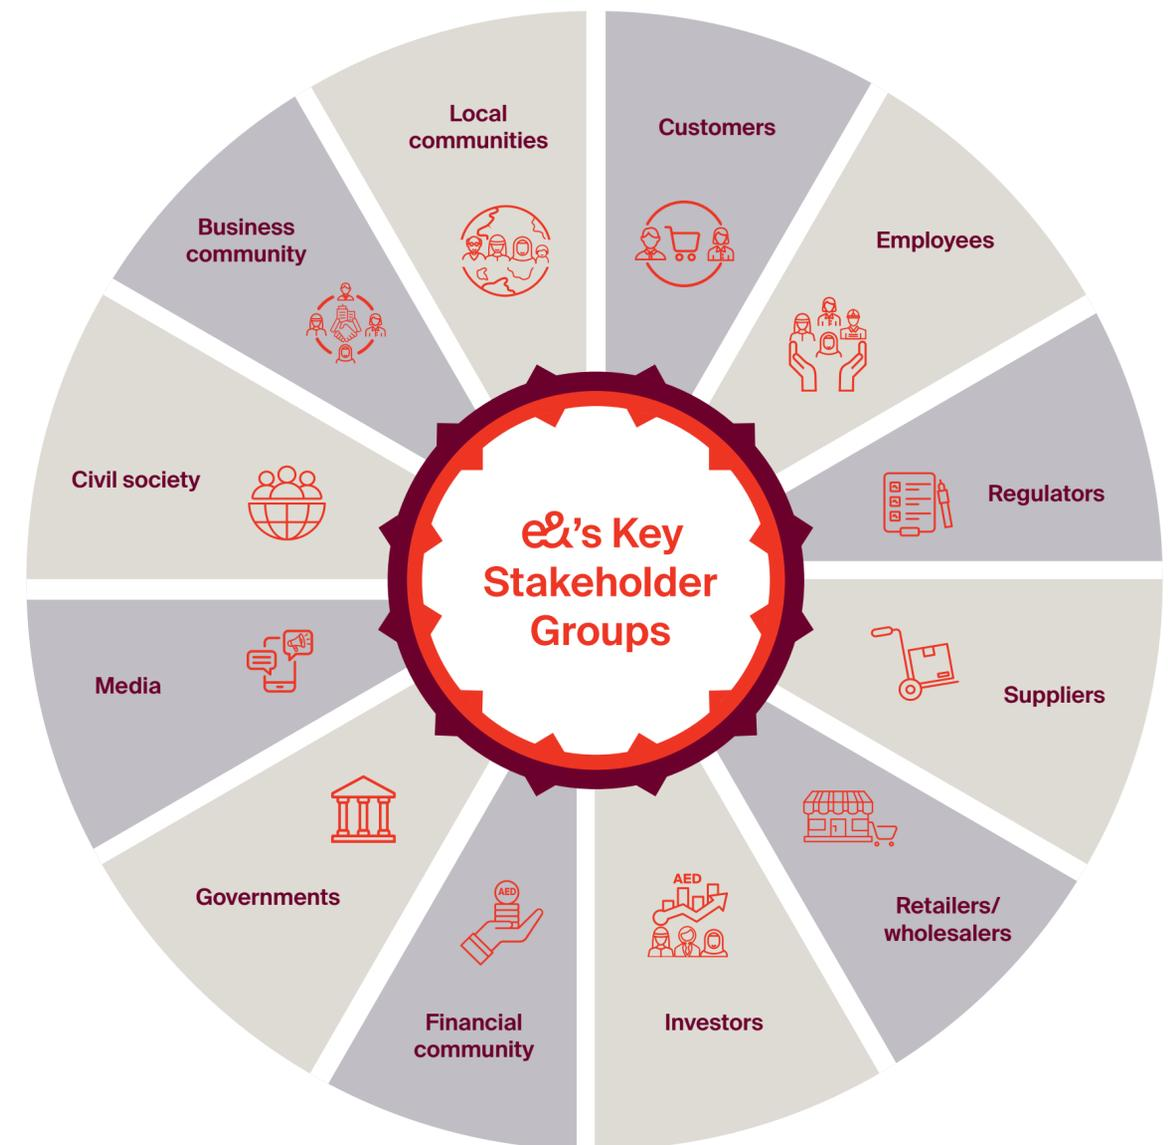 e&'s Key
Stakeholder
Groups
Customers
Employees
Regulators
Suppliers
Retailers/
wholesalers
AED
Investors
AED
Financial
community
Governments
Media
Civil society
Business
community
Local
communities